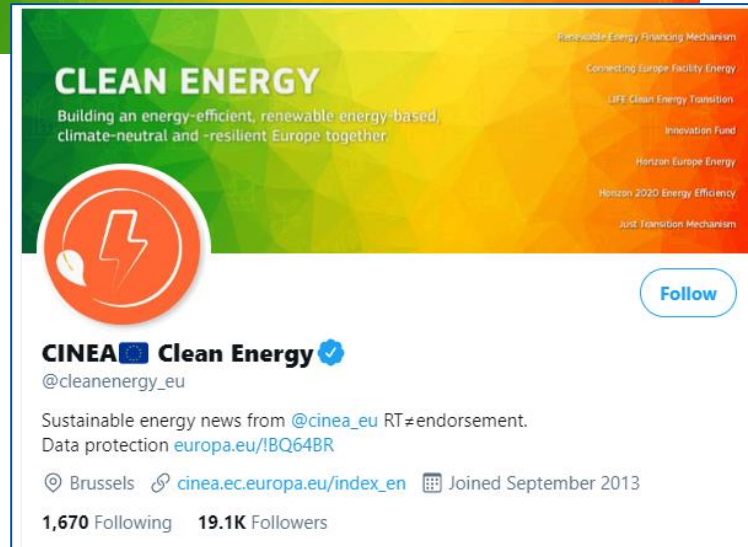 CLEAN ENERGY
Building an energy-efficient, renewable energy-based,
climate-neutral and -resilient Europe together.
Renewable Energy Financing Mechanism
Connecting Europe Facility Energy
LIFE Clean Energy Transition
Innovation Fund
Horizon Europe Energy
Horizon 2020 Energy Efficiency
Just Transition Mechanism
Follow
CINEA🇪🇺 Clean Energy
@cleanenergy_eu
Sustainable energy news from @cinea_eu RT≠endorsement.
Data protection europa.eu/!BQ64BR
Brussels cinea.ec.europa.eu/index_en Joined September 2013
1,670 Following 19.1K Followers